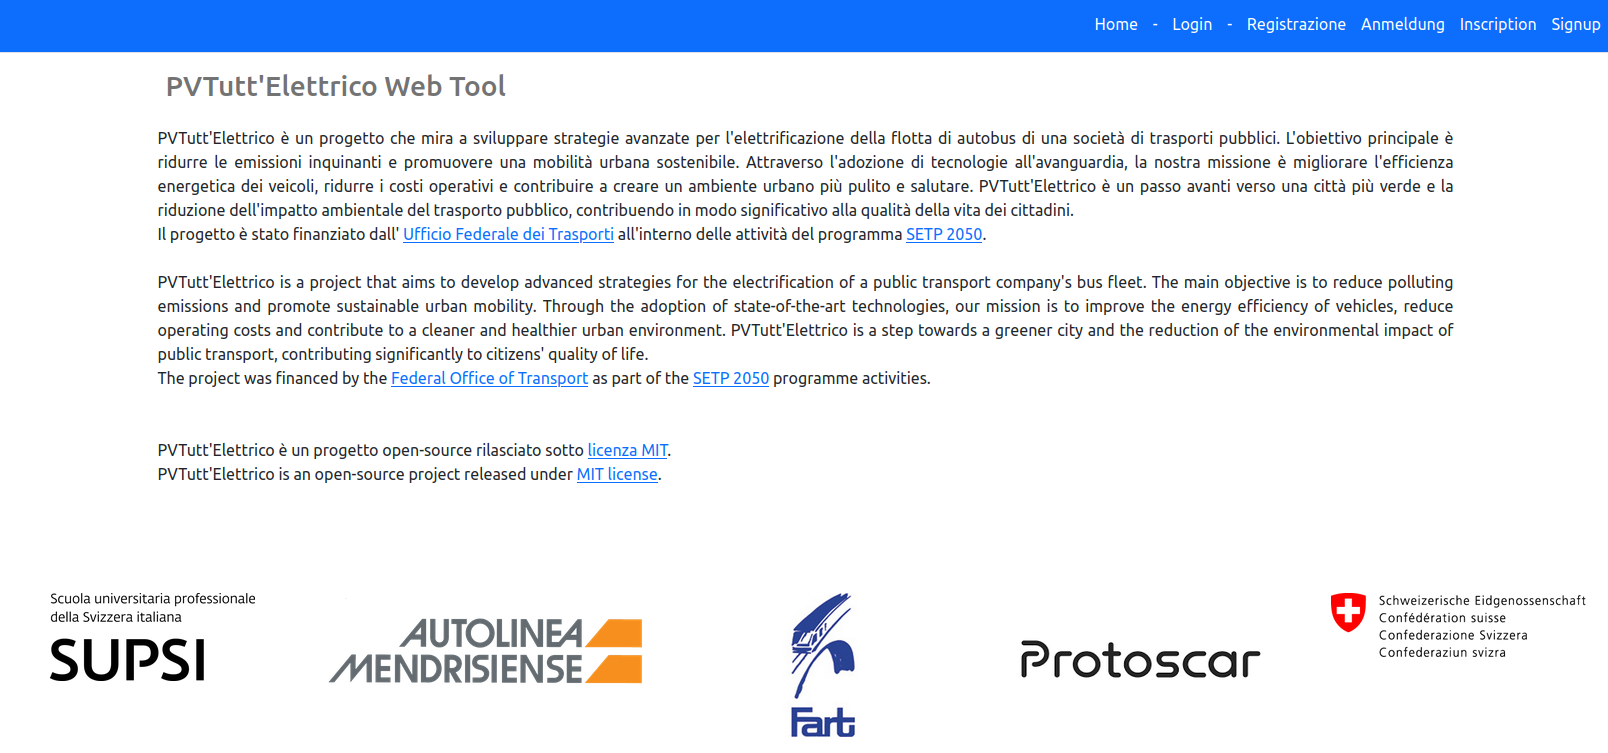 Home - Login - Registrazione Anmeldung Inscription Signup
PVTutt'Elettrico Web Tool
PVTutt'Elettrico è un progetto che mira a sviluppare strategie avanzate per l'elettrificazione della flotta di autobus di una società di trasporti pubblici. L'obiettivo principale è
ridurre le emissioni inquinanti e promuovere una mobilità urbana sostenibile. Attraverso l'adozione di tecnologie all'avanguardia, la nostra missione è migliorare l'efficienza
energetica dei veicoli, ridurre i costi operativi e contribuire a creare un ambiente urbano più pulito e salutare. PVTutt'Elettrico è un passo avanti verso una città più verde e la
riduzione dell'impatto ambientale del trasporto pubblico, contribuendo in modo significativo alla qualità della vita dei cittadini.
Il progetto è stato finanziato dall' Ufficio Federale dei Trasporti all'interno delle attività del programma SETP 2050.
PVTutt'Elettrico is a project that aims to develop advanced strategies for the electrification of a public transport company's bus fleet. The main objective is to reduce polluting
emissions and promote sustainable urban mobility. Through the adoption of state-of-the-art technologies, our mission is to improve the energy efficiency of vehicles, reduce
operating costs and contribute to a cleaner and healthier urban environment. PVTutt'Elettrico is a step towards a greener city and the reduction of the environmental impact of
public transport, contributing significantly to citizens' quality of life.
The project was financed by the Federal Office of Transport as part of the SETP 2050 programme activities.
PVTutt'Elettrico è un progetto open-source rilasciato sotto licenza MIT.
PVTutt'Elettrico is an open-source project released under MIT license.
Scuola universitaria professionale
della Svizzera italiana
SUPSI
AUTOLINEA
MENDRISIENSE
Fart
Protoscar
Schweizerische Eidgenossenschaft
Confédération suisse
Confederazione Svizzera
Confederaziun svizra